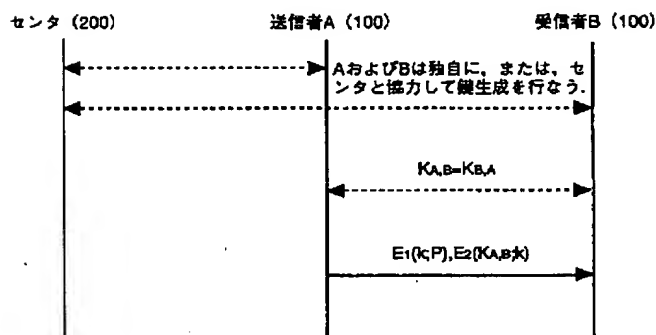 センタ (200) 送信者A (100) 受信者B (100)
AおよびBは独自に、または、セ
ンタと協力して鍵生成を行なう.
KA,B=KB,A
E1(k;P),E2(KA,B;k)